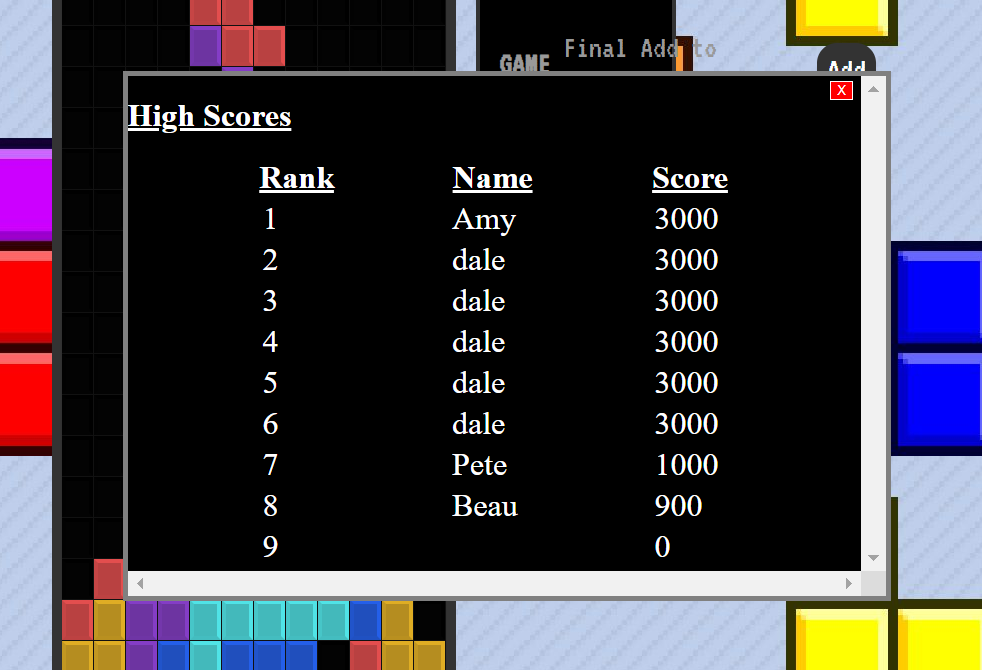 Final Add to
GAME
Add
X
High Scores
Rank Name Score
1 Amy 3000
2 dale 3000
3 dale 3000
4 dale 3000
5 dale 3000
6 dale 3000
7 Pete 1000
8 Beau 900
9 0